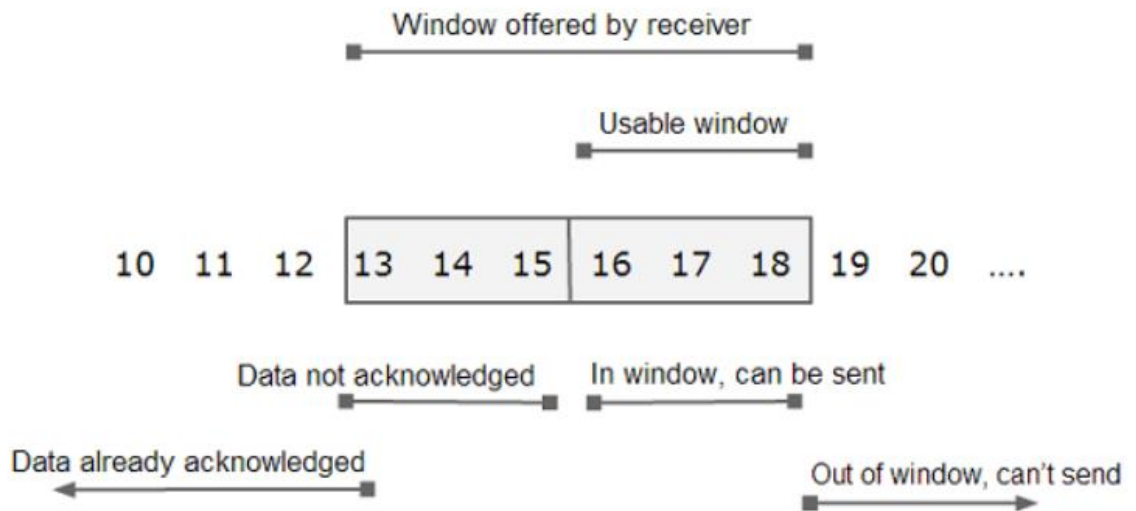 Window offered by receiver
Usable window
10 11 12 13 14 15 16 17 18 19 20 ....
Data not acknowledged In window, can be sent
Data already acknowledged Out of window, can't send